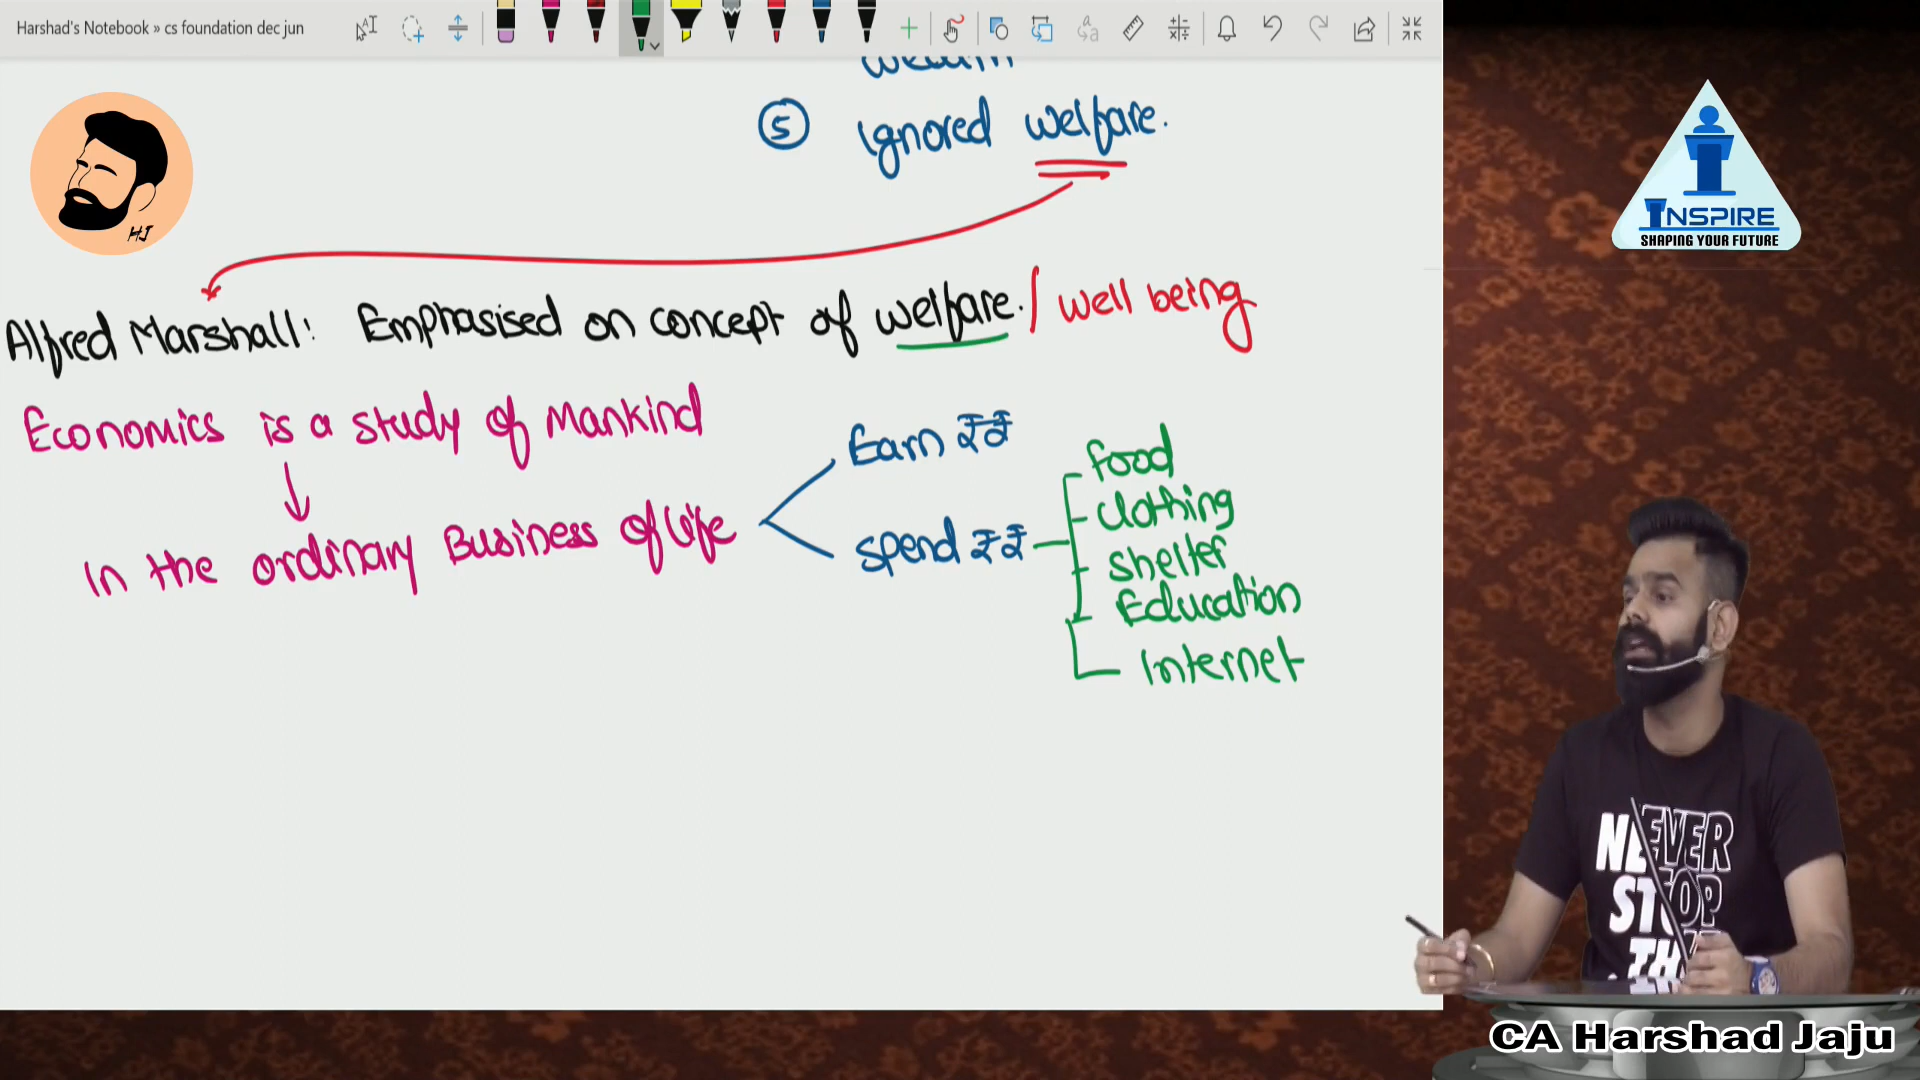 Harshad's Notebook » cs foundation dec jun
⑤ ignored welfare.
Alfred Marshall: Emphasised on concept of welfare. / well being
Economics is a study of Mankind
↓
in the ordinary Business of life
Earn ₹₹
spend ₹₹
food
clothing
shelter
Education
Internet
HJ
INSPIRE
SHAPING YOUR FUTURE
NEVER
STOP
CA Harshad Jaju